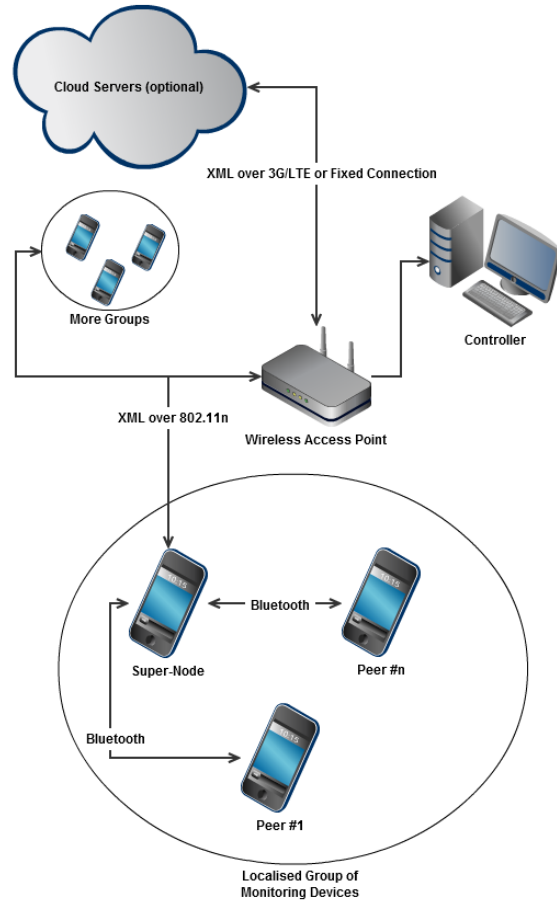 Cloud Servers (optional)
XML over 3G/LTE or Fixed Connection
More Groups
Controller
XML over 802.11n
Wireless Access Point
10:15
10:15
Bluetooth
Super-Node
Peer #n
Bluetooth
10:15
Peer #1
Localised Group of
Monitoring Devices